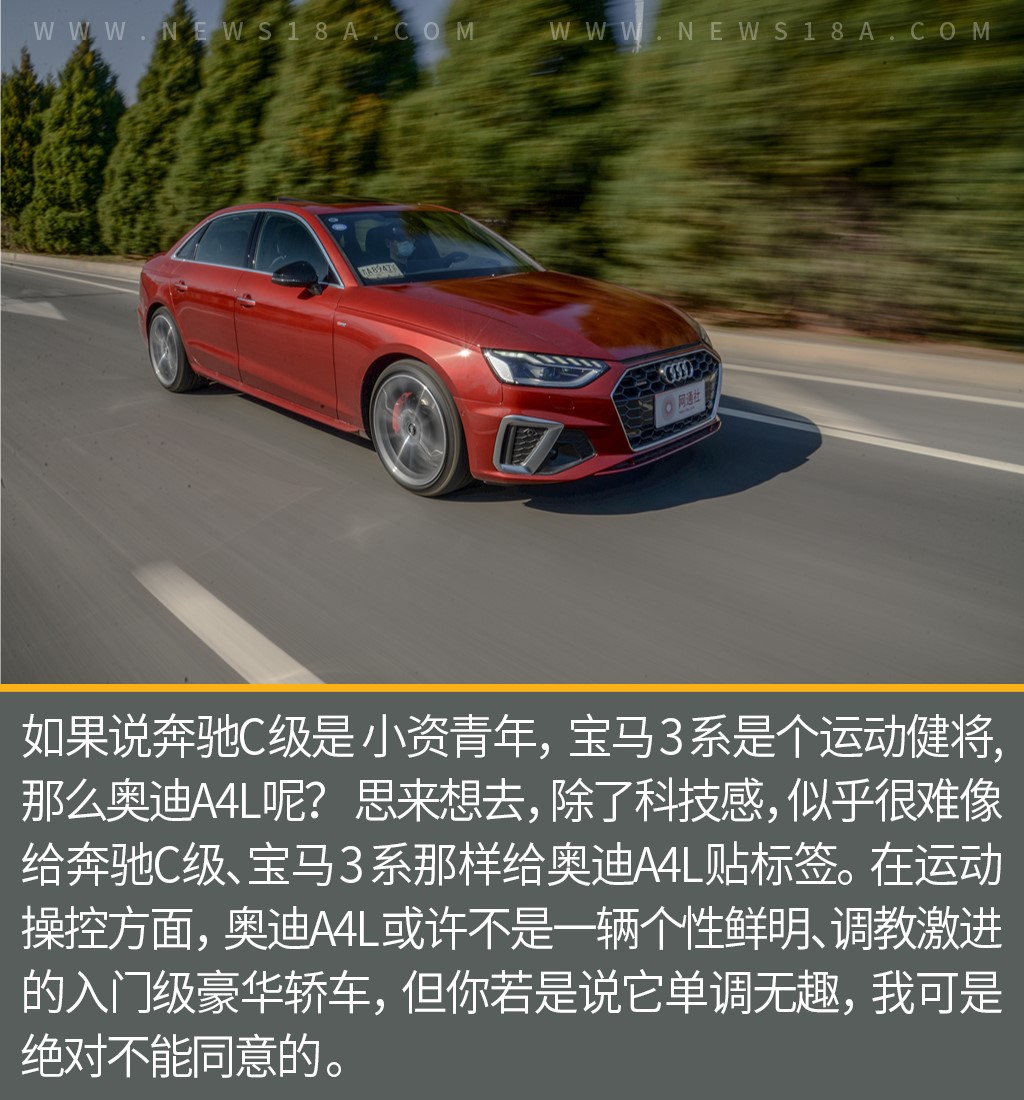 WWW.NEWS18A.COM WWW.NEWS18A.COM
网通社
如果说奔驰C级是小资青年，宝马3系是个运动健将,
那么奥迪A4L呢？思来想去，除了科技感，似乎很难像
给奔驰C级、宝马3系那样给奥迪A4L贴标签。在运动
操控方面，奥迪A4L或许不是一辆个性鲜明、调教激进
的入门级豪华轿车，但你若是说它单调无趣，我可是
绝对不能同意的。